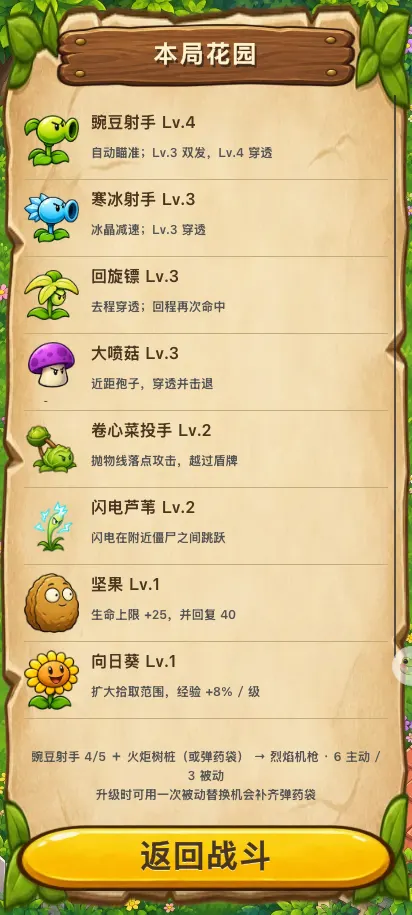 本局花园
豌豆射手 Lv.4
自动瞄准；Lv.3 双发，Lv.4 穿透
寒冰射手 Lv.3
冰晶减速；Lv.3 穿透
回旋镖 Lv.3
去程穿透；回程再次命中
大喷菇 Lv.3
近距孢子，穿透并击退
卷心菜投手 Lv.2
抛物线落点攻击，越过盾牌
闪电芦苇 Lv.2
闪电在附近僵尸之间跳跃
坚果 Lv.1
生命上限 +25，并回复 40
向日葵 Lv.1
扩大拾取范围，经验 +8% / 级
豌豆射手 4/5 + 火炬树桩（或弹药袋） → 烈焰机枪 · 6 主动 /
3 被动
升级时可用一次被动替换机会补齐弹药袋
返回战斗